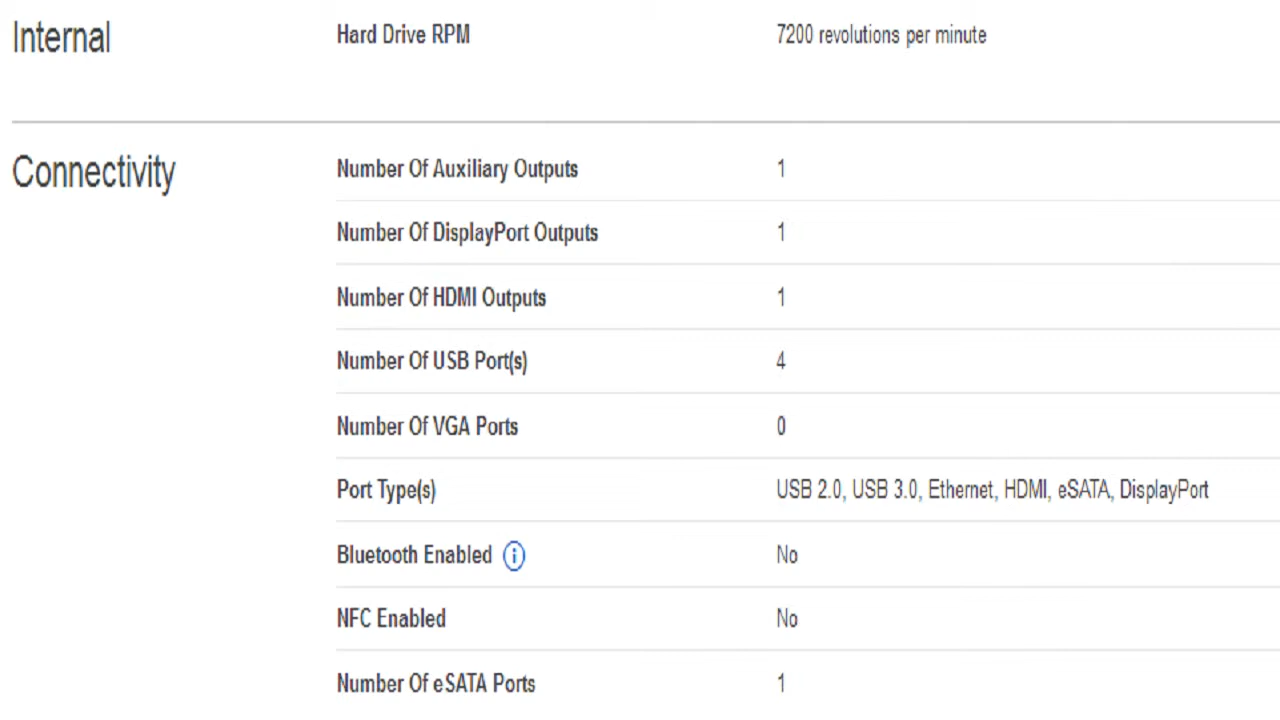 Internal Hard Drive RPM 7200 revolutions per minute
Connectivity Number Of Auxiliary Outputs 1
Number Of DisplayPort Outputs 1
Number Of HDMI Outputs 1
Number Of USB Port(s) 4
Number Of VGA Ports 0
Port Type(s) USB 2.0, USB 3.0, Ethernet, HDMI, eSATA, DisplayPort
Bluetooth Enabled No
NFC Enabled No
Number Of eSATA Ports 1